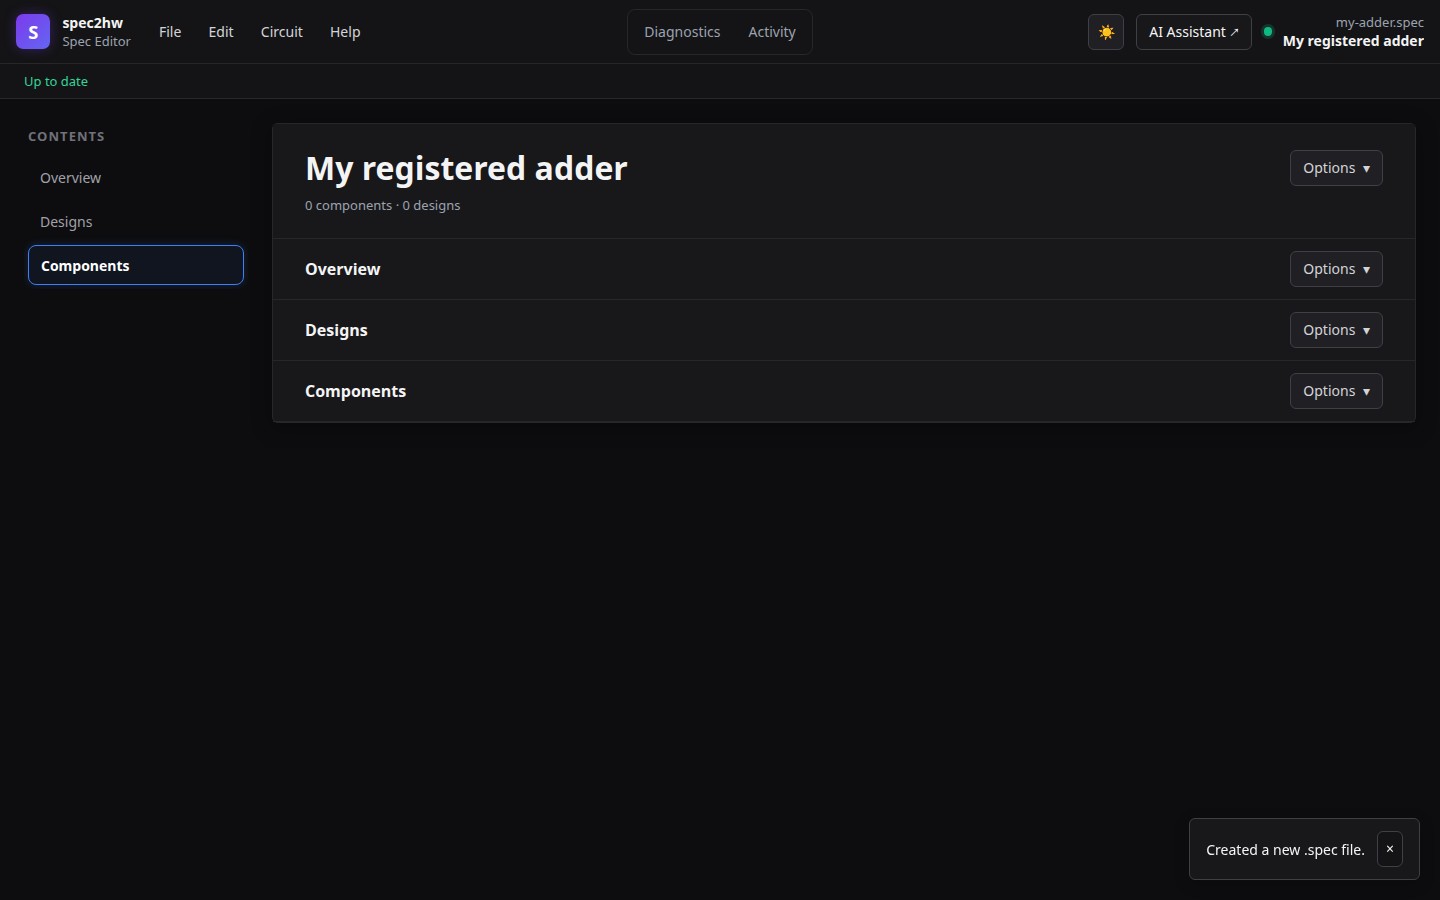 S
spec2hw
Spec Editor
File
Edit
Circuit
Help
Diagnostics
Activity
AI Assistant ↗
my-adder.spec
My registered adder
Up to date
CONTENTS
Overview
Designs
Components
My registered adder
Options ▾
0 components · 0 designs
Overview
Options ▾
Designs
Options ▾
Components
Options ▾
Created a new .spec file.
×